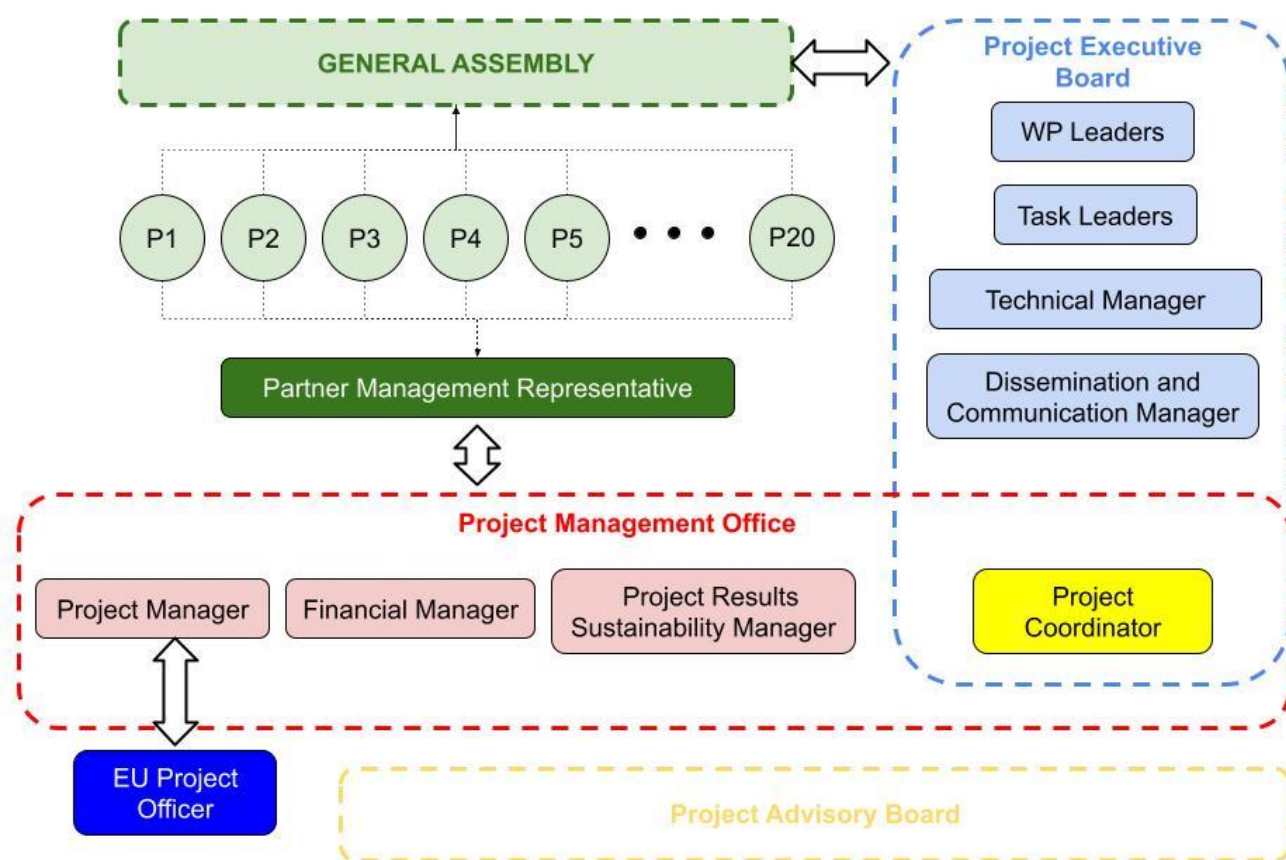 GENERAL ASSEMBLY
Project Executive
Board
WP Leaders
Task Leaders
Technical Manager
Dissemination and
Communication Manager
P1 P2 P3 P4 P5 • • • P20
Partner Management Representative
Project Management Office
Project Manager
Financial Manager
Project Results
Sustainability Manager
Project
Coordinator
EU Project
Officer
Project Advisory Board